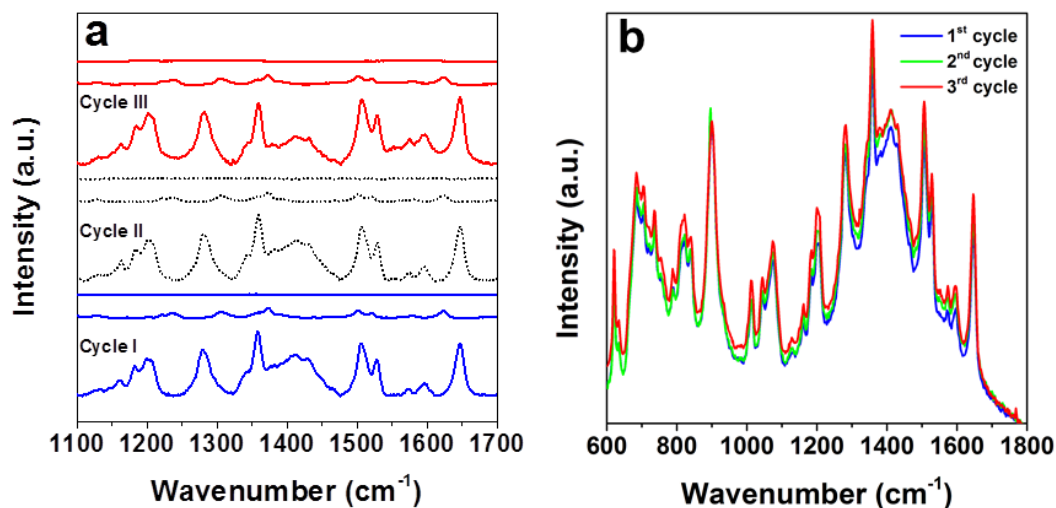 a
Cycle III
Cycle II
Cycle I
Intensity (a.u.)
1100 1200 1300 1400 1500 1600 1700
Wavenumber (cm⁻¹)
b
1st cycle
2nd cycle
3rd cycle
Intensity (a.u.)
600 800 1000 1200 1400 1600 1800
Wavenumber (cm⁻¹)